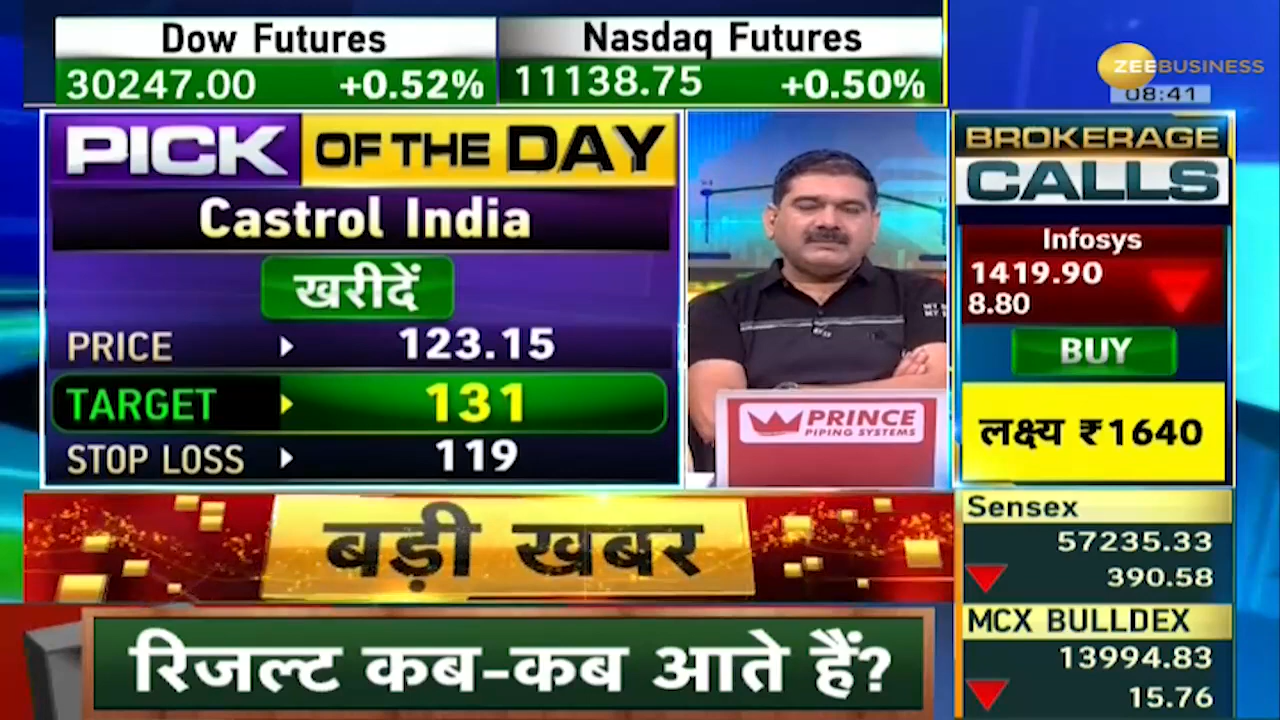 Dow Futures
30247.00 +0.52%
Nasdaq Futures
11138.75 +0.50%
ZEEBUSINESS
08:41
PICK OF THE DAY
Castrol India
खरीदें
PRICE 123.15
TARGET 131
STOP LOSS 119
PRINCE
PIPING SYSTEMS
BROKERAGE
CALLS
Infosys
1419.90
8.80
BUY
लक्ष्य ₹1640
बड़ी खबर
रिजल्ट कब-कब आते हैं?
Sensex
57235.33
390.58
MCX BULLDEX
13994.83
15.76